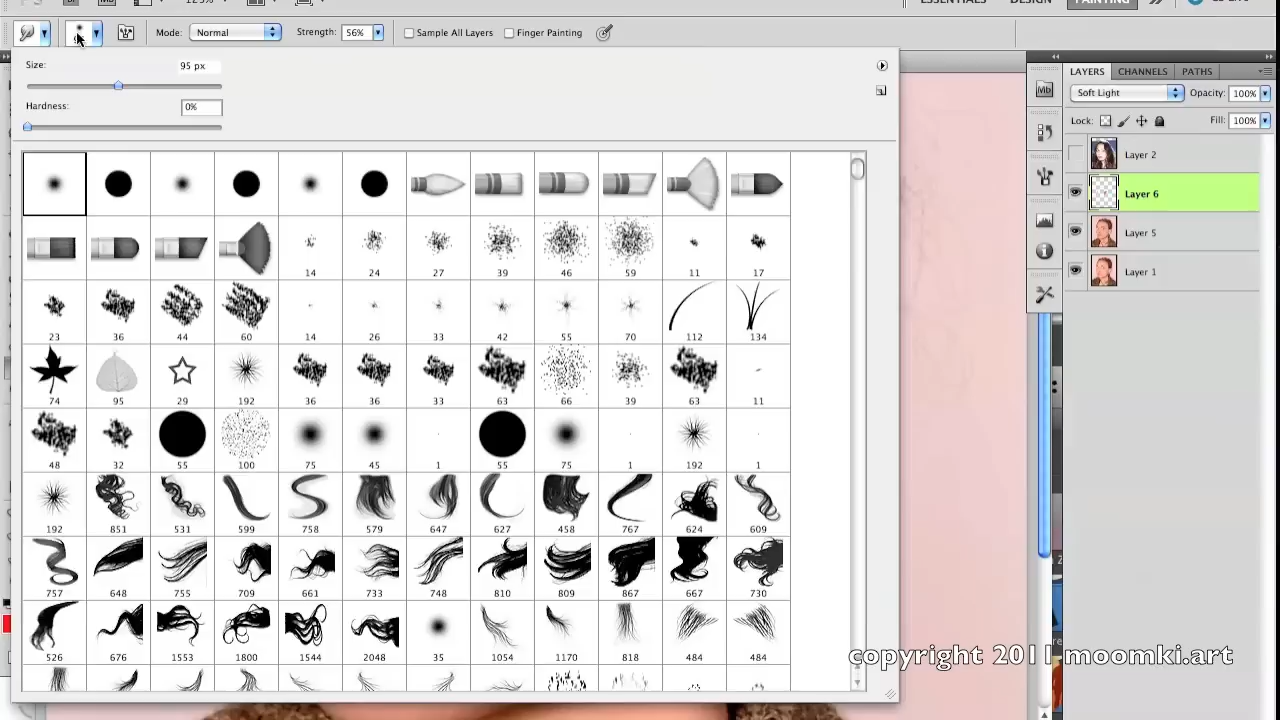 125%
ESSENTIALS DESIGN PAINTING
Mode: Normal Strength: 56% Sample All Layers Finger Painting
Size: 95 px
Hardness: 0%
14 24 27 39 46 59 11 17
23 36 44 60 14 26 33 42 55 70 112 134
74 95 29 192 36 36 33 63 66 39 63 11
48 32 55 100 75 45 1 55 75 1 192 1
192 851 531 599 758 579 647 627 458 767 624 609
757 648 755 709 661 733 748 810 809 867 667 730
526 676 1553 1800 1544 2048 35 1054 1170 818 484 484
LAYERS CHANNELS PATHS
Soft Light Opacity: 100%
Lock: Fill: 100%
Layer 2
Layer 6
Layer 5
Layer 1
Mb
copyright 2011 moomki.art